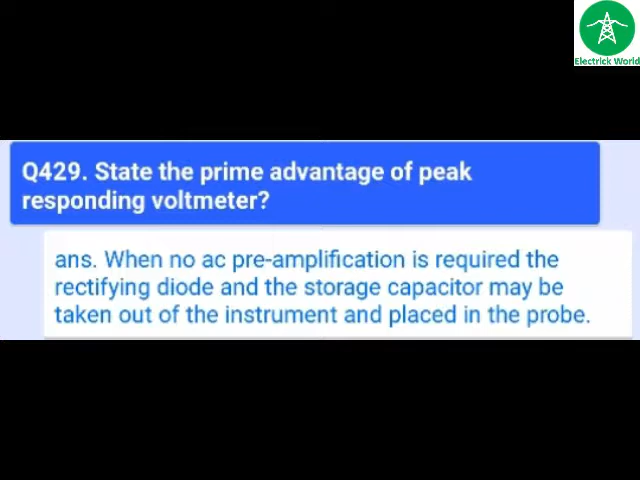 Electrick World
Q429. State the prime advantage of peak
responding voltmeter?
ans. When no ac pre-amplification is required the
rectifying diode and the storage capacitor may be
taken out of the instrument and placed in the probe.